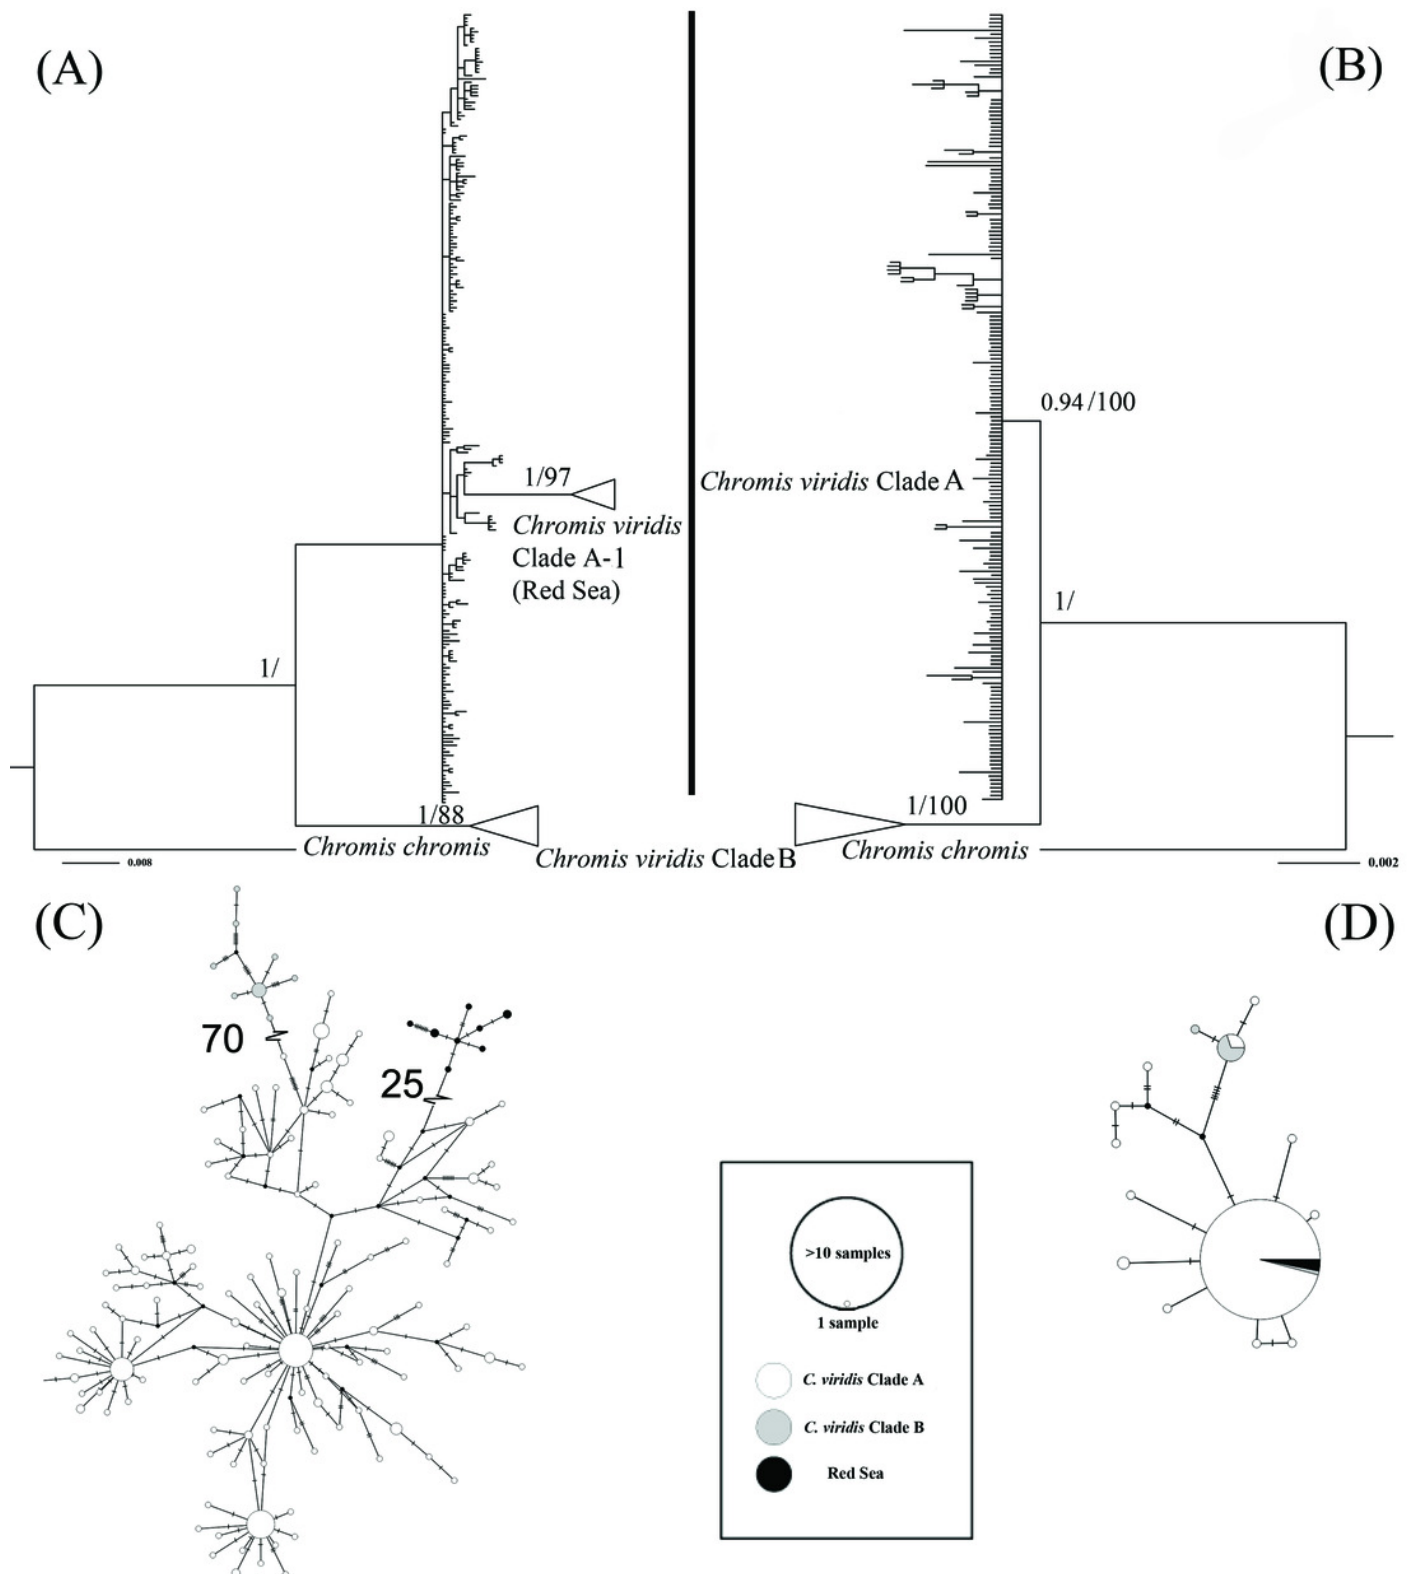 (A)
(B)
0.94/100
1/97
Chromis viridis Clade A
Chromis viridis
Clade A-1
(Red Sea)
1/
1/
1/88
1/100
Chromis chromis
Chromis chromis
Chromis viridis Clade B
0.008
0.002
(C)
(D)
70
25
>10 samples
1 sample
C. viridis Clade A
C. viridis Clade B
Red Sea